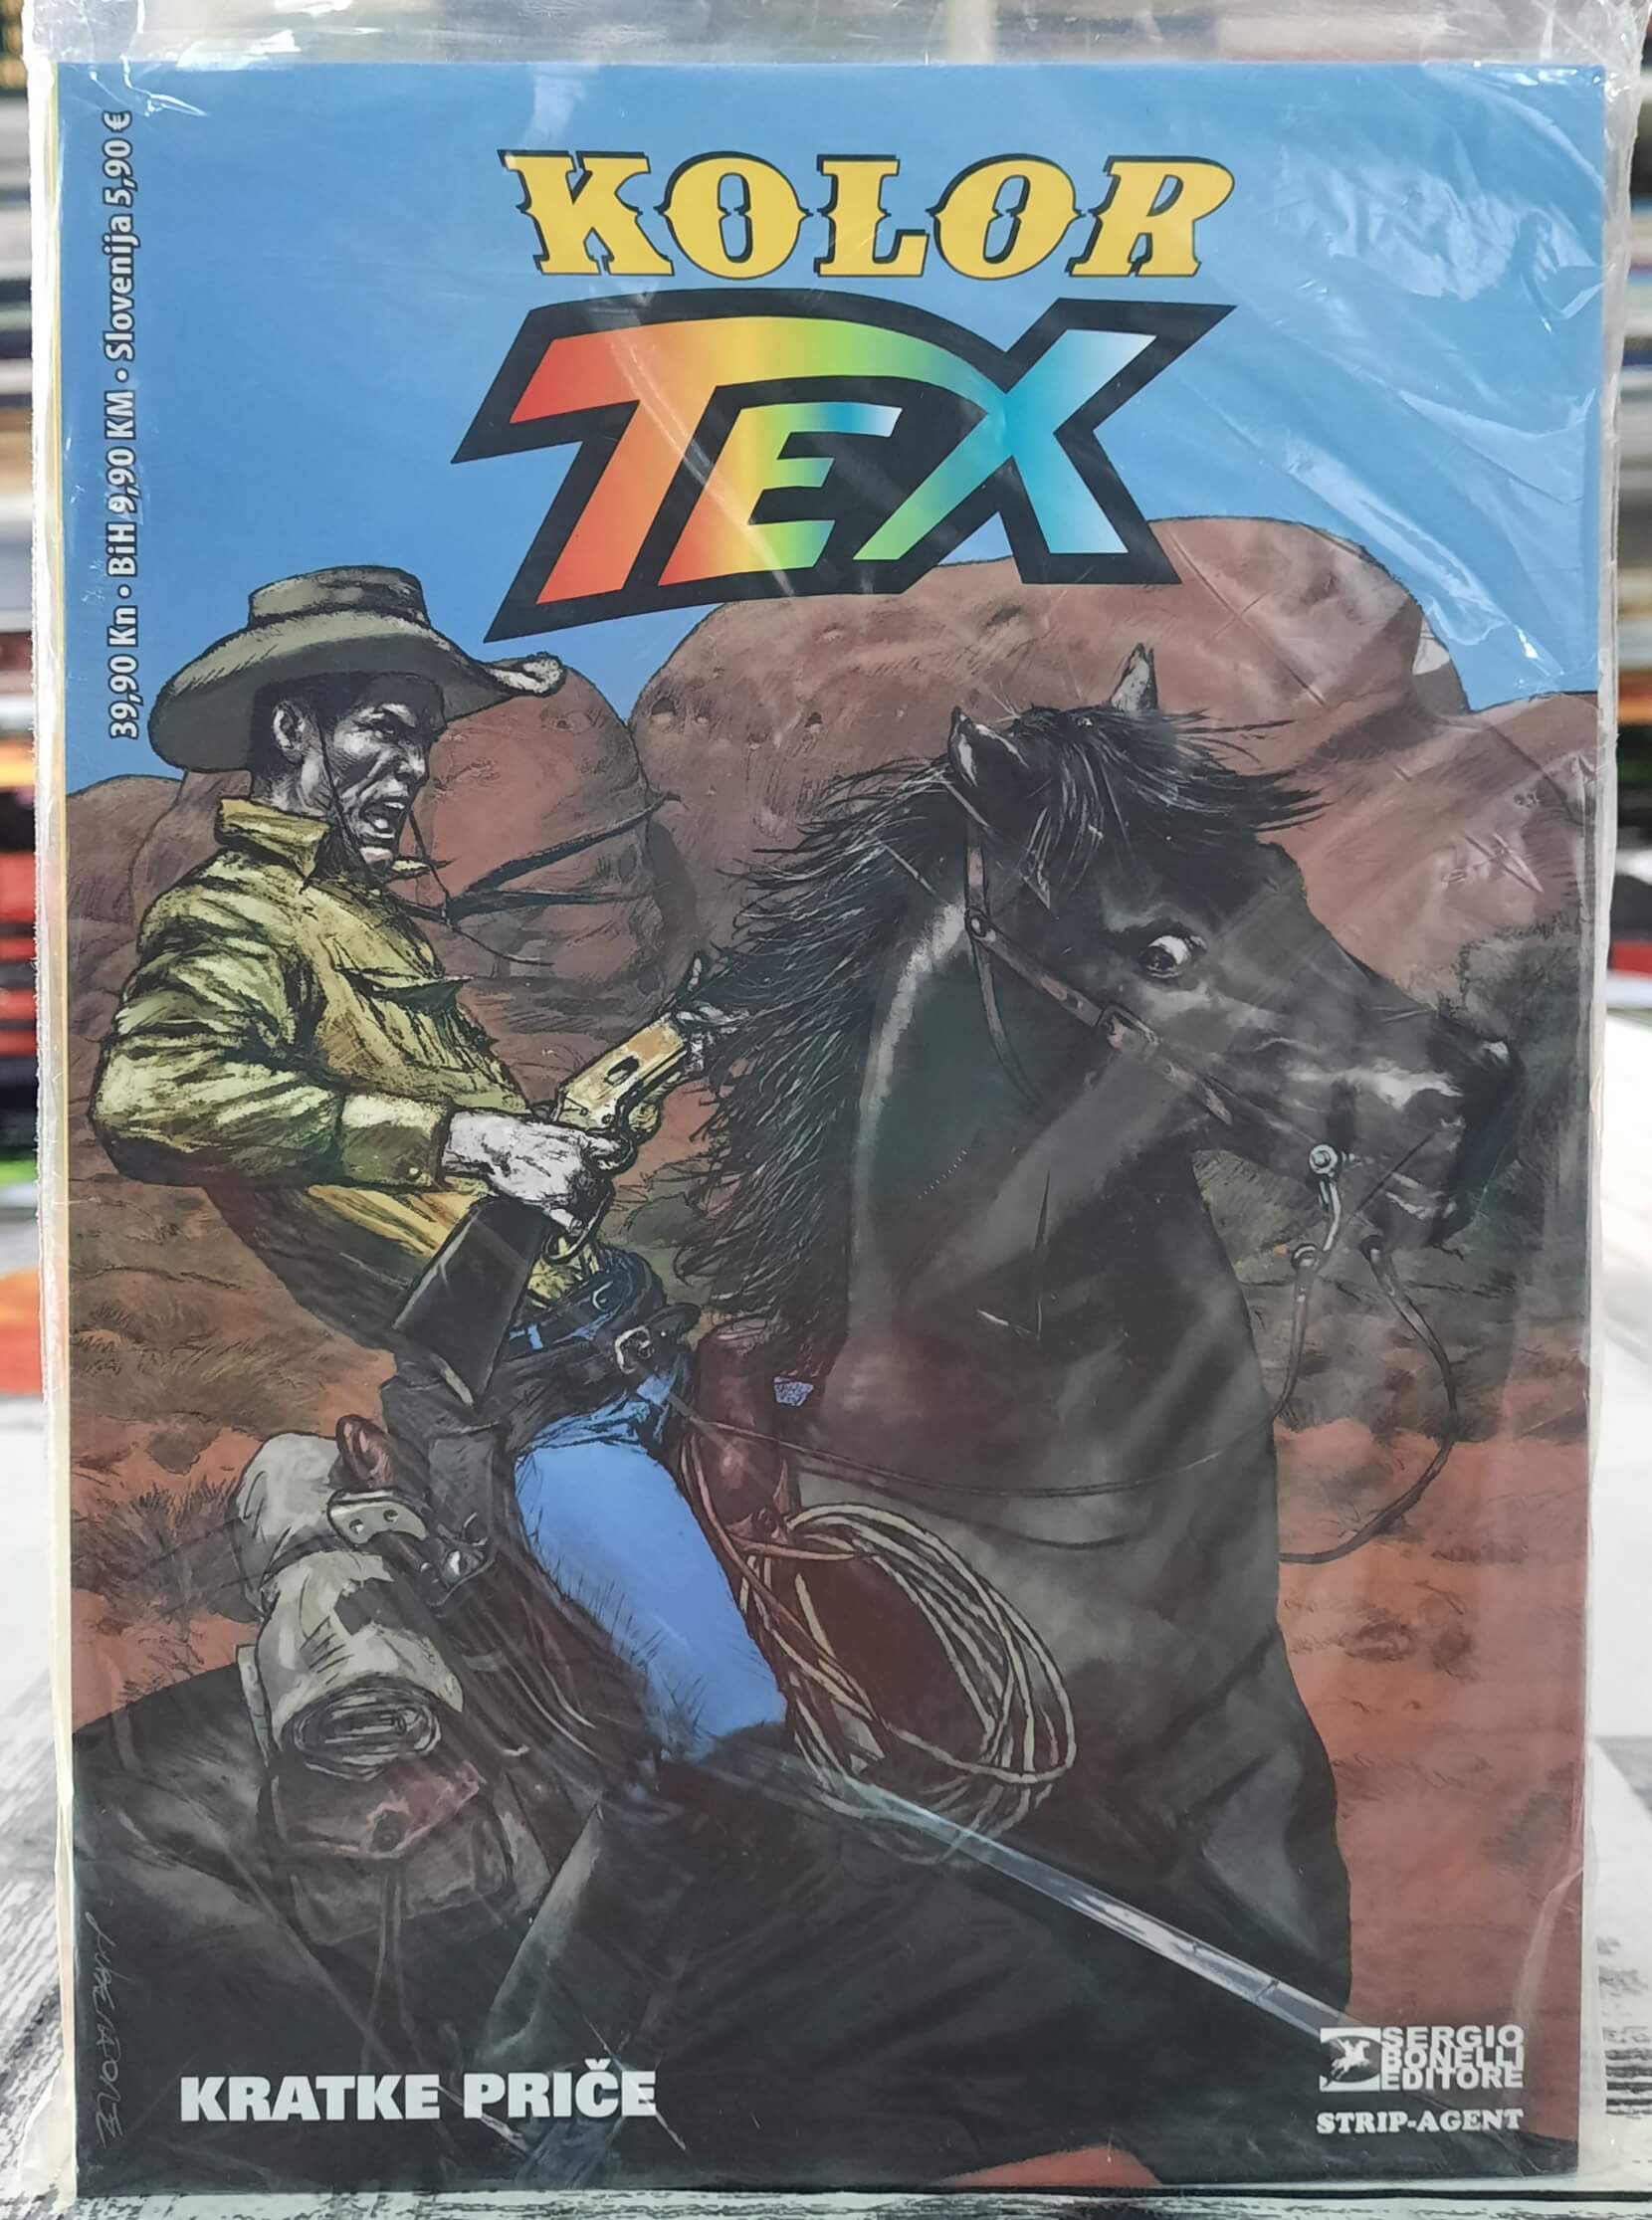 39,90 Kn • BiH 9,90 KM • Slovenija 5,90 €
KOLOR
TEX
KRATKE PRIČE
SERGIO
BONELLI
EDITORE
STRIP-AGENT